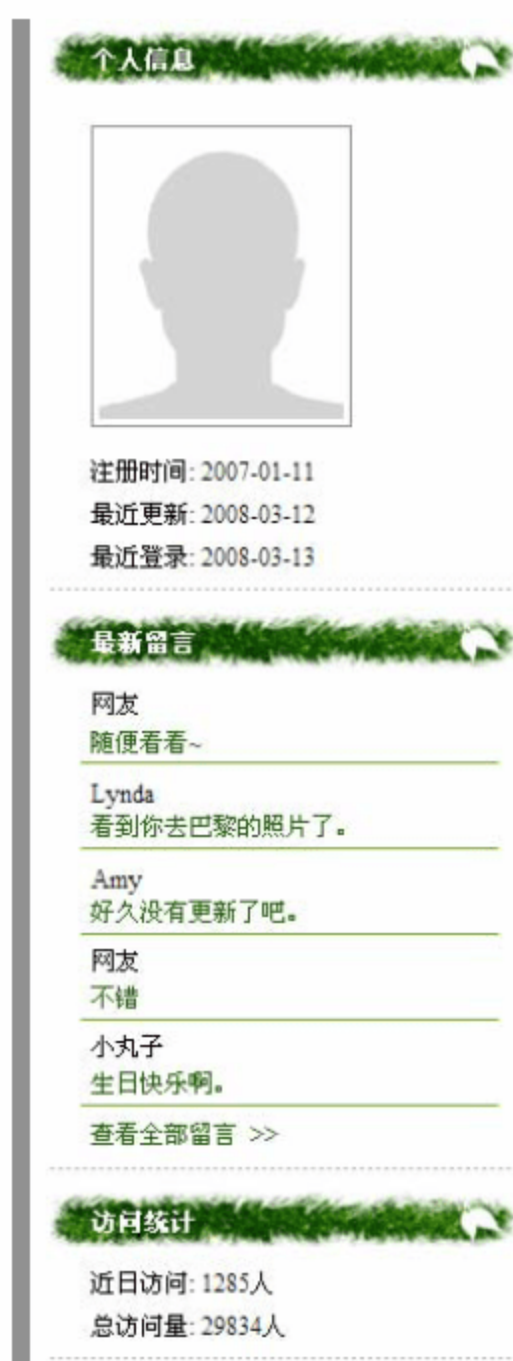 个人信息
注册时间: 2007-01-11
最近更新: 2008-03-12
最近登录: 2008-03-13
最新留言
网友
随便看看~
Lynda
看到你去巴黎的照片了。
Amy
好久没有更新了吧。
网友
不错
小丸子
生日快乐啊。
查看全部留言 >>
访问统计
近日访问: 1285人
总访问量: 29834人